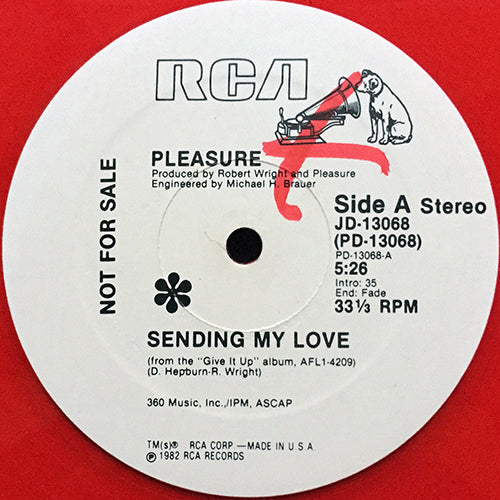 RCA
NOT FOR SALE
PLEASURE
Produced by Robert Wright and Pleasure
Engineered by Michael H. Brauer
Side A Stereo
JD-13068
(PD-13068)
PD-13068-A
5:26
Intro: 35
End: Fade
33⅓ RPM
SENDING MY LOVE
(from the "Give It Up" album, AFL1-4209)
(D. Hepburn-R. Wright)
360 Music, Inc./IPM, ASCAP
TM(s)® RCA CORP.—MADE IN U.S.A.
©1982 RCA RECORDS